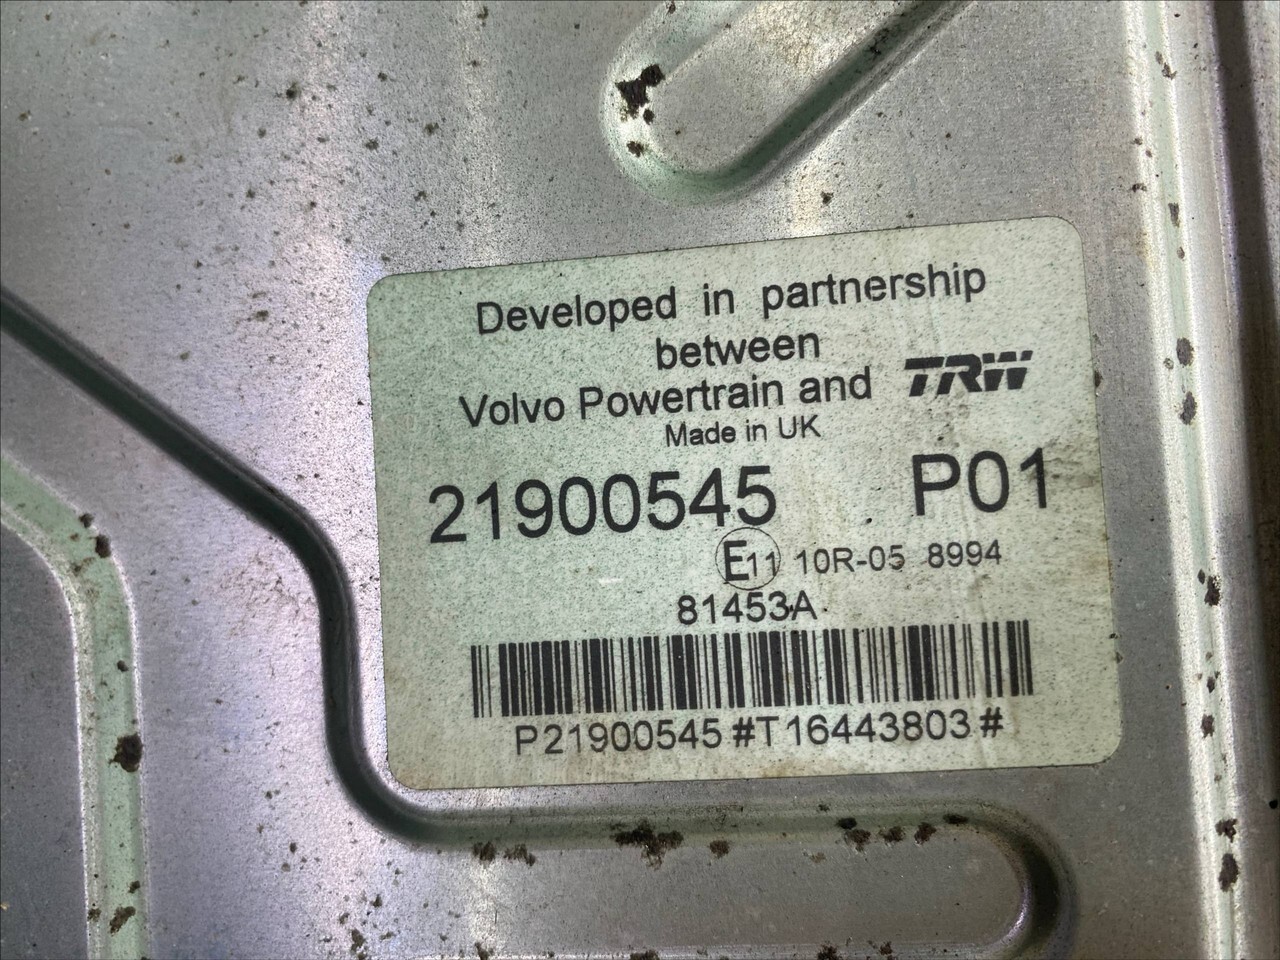 Developed in partnership
between
Volvo Powertrain and TRW
Made in UK
21900545 P01
E11 10R-05 8994
81453A
P21900545#T16443803#